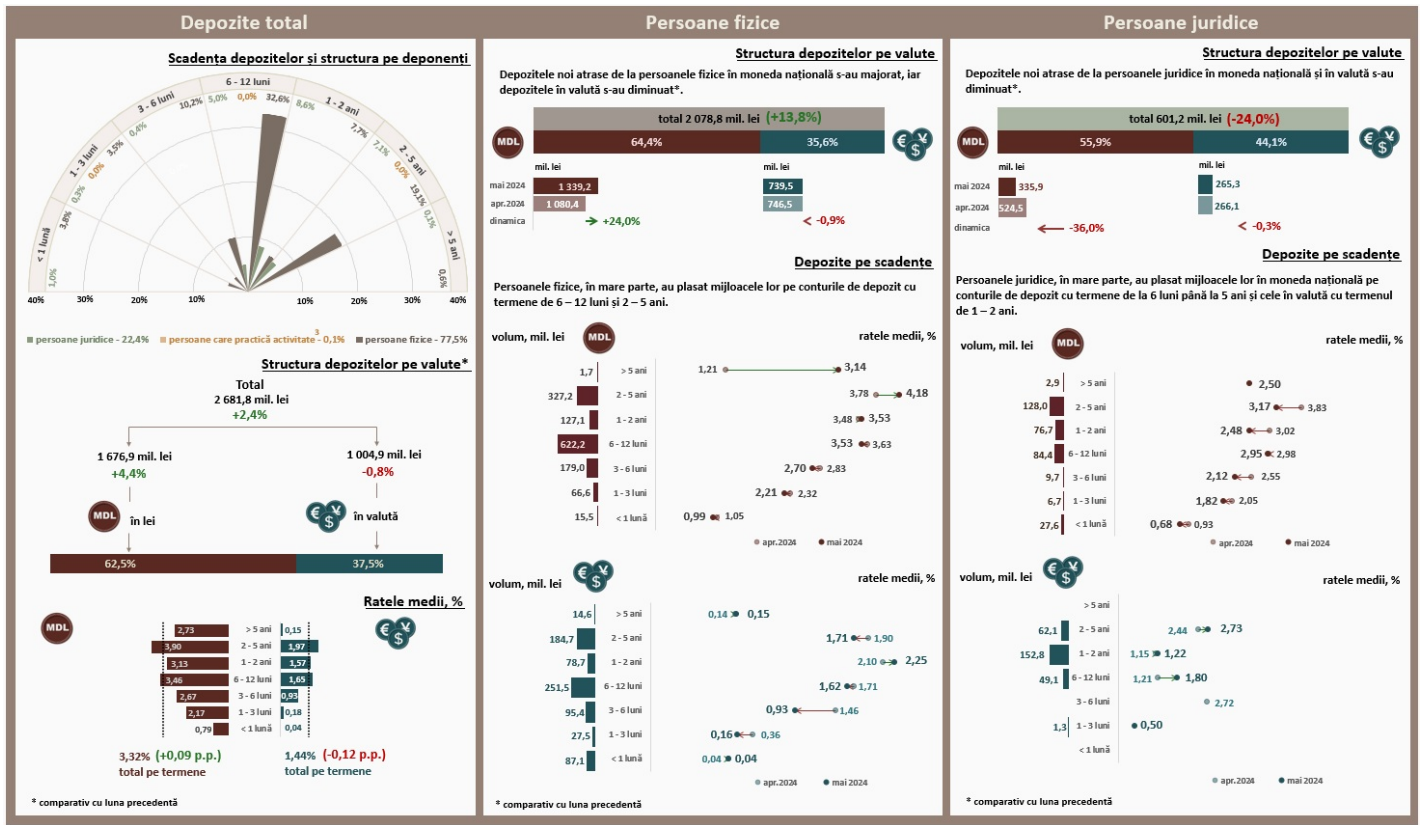 Depozite total
Scadența depozitelor și structura pe deponenți
< 1 lună
1 - 3 luni
3 - 6 luni
6 - 12 luni
1 - 2 ani
2 - 5 ani
> 5 ani
1,0%
3,8%
0,3%
0,0%
3,5%
0,4%
10,2%
5,0%
0,0%
32,6%
8,6%
7,7%
7,1%
0,0%
19,1%
0,1%
0,6%
40%
30%
20%
10%
10%
20%
30%
40%
persoane juridice - 22,4%
persoane care practică activitate 3 - 0,1%
persoane fizice - 77,5%
Structura depozitelor pe valute*
Total
2 681,8 mil. lei
+2,4%
1 676,9 mil. lei
+4,4%
1 004,9 mil. lei
-0,8%
MDL
în lei
€ ¥ $
în valută
62,5%
37,5%
Ratele medii, %
MDL
€ ¥ $
2,73 > 5 ani 0,15
3,90 2 - 5 ani 1,97
3,13 1 - 2 ani 1,57
3,46 6 - 12 luni 1,65
2,67 3 - 6 luni 0,93
2,17 1 - 3 luni 0,18
0,79 < 1 lună 0,04
3,32% (+0,09 p.p.)
total pe termene
1,44% (-0,12 p.p.)
total pe termene
* comparativ cu luna precedentă
Persoane fizice
Structura depozitelor pe valute
Depozitele noi atrase de la persoanele fizice în moneda națională s-au majorat, iar
depozitele în valută s-au diminuat*.
total 2 078,8 mil. lei (+13,8%)
MDL
64,4%
35,6%
€ ¥ $
mil. lei
mil. lei
mai 2024 1 339,2 739,5
apr.2024 1 080,4 746,5
dinamica +24,0% -0,9%
Depozite pe scadențe
Persoanele fizice, în mare parte, au plasat mijloacele lor pe conturile de depozit cu
termene de 6 – 12 luni și 2 – 5 ani.
volum, mil. lei
MDL
ratele medii, %
1,7 > 5 ani 1,21 3,14
327,2 2 - 5 ani 3,78 4,18
127,1 1 - 2 ani 3,48 3,53
622,2 6 - 12 luni 3,53 3,63
179,0 3 - 6 luni 2,70 2,83
66,6 1 - 3 luni 2,21 2,32
15,5 < 1 lună 0,99 1,05
apr.2024
mai 2024
volum, mil. lei
€ ¥ $
ratele medii, %
14,6 > 5 ani 0,14 0,15
184,7 2 - 5 ani 1,71 1,90
78,7 1 - 2 ani 2,10 2,25
251,5 6 - 12 luni 1,62 1,71
95,4 3 - 6 luni 0,93 1,46
27,5 1 - 3 luni 0,16 0,36
87,1 < 1 lună 0,04 0,04
apr.2024
mai 2024
* comparativ cu luna precedentă
Persoane juridice
Structura depozitelor pe valute
Depozitele noi atrase de la persoanele juridice în moneda națională și în valută s-au
diminuat*.
total 601,2 mil. lei (-24,0%)
MDL
55,9%
44,1%
€ ¥ $
mil. lei
mil. lei
mai 2024 335,9 265,3
apr.2024 524,5 266,1
dinamica -36,0% -0,3%
Depozite pe scadențe
Persoanele juridice, în mare parte, au plasat mijloacele lor în moneda națională pe
conturile de depozit cu termene de la 6 luni până la 5 ani și cele în valută cu termenul
de 1 – 2 ani.
volum, mil. lei
MDL
ratele medii, %
2,9 > 5 ani 2,50
128,0 2 - 5 ani 3,17 3,83
76,7 1 - 2 ani 2,48 3,02
84,4 6 - 12 luni 2,95 2,98
9,7 3 - 6 luni 2,12 2,55
6,7 1 - 3 luni 1,82 2,05
27,6 < 1 lună 0,68 0,93
apr.2024
mai 2024
volum, mil. lei
€ ¥ $
ratele medii, %
> 5 ani
62,1 2 - 5 ani 2,44 2,73
152,8 1 - 2 ani 1,15 1,22
49,1 6 - 12 luni 1,21 1,80
3 - 6 luni 2,72
1,3 1 - 3 luni 0,50
< 1 lună
apr.2024
mai 2024
* comparativ cu luna precedentă